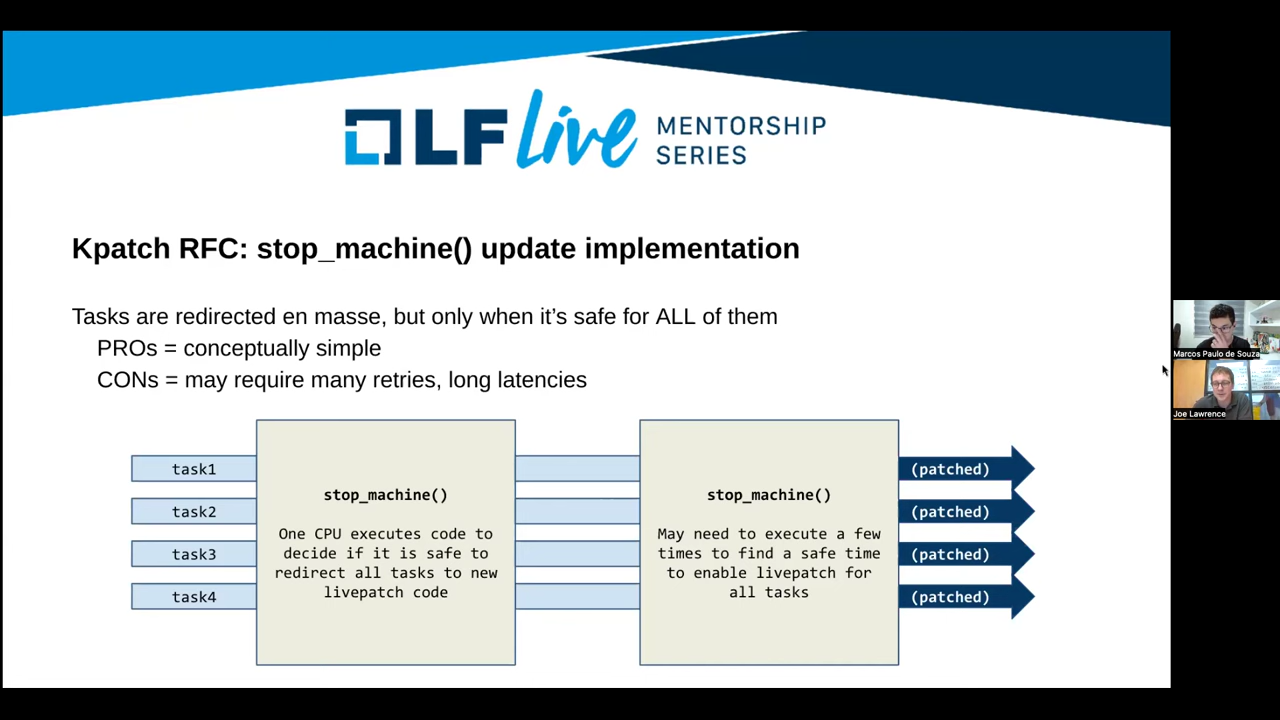 LF Live MENTORSHIP
SERIES
Kpatch RFC: stop_machine() update implementation
Tasks are redirected en masse, but only when it’s safe for ALL of them
PROs = conceptually simple
CONs = may require many retries, long latencies
task1
task2
task3
task4
stop_machine()
One CPU executes code to
decide if it is safe to
redirect all tasks to new
livepatch code
stop_machine()
May need to execute a few
times to find a safe time
to enable livepatch for
all tasks
(patched)
(patched)
(patched)
(patched)
Marcos Paulo de Souza
Joe Lawrence